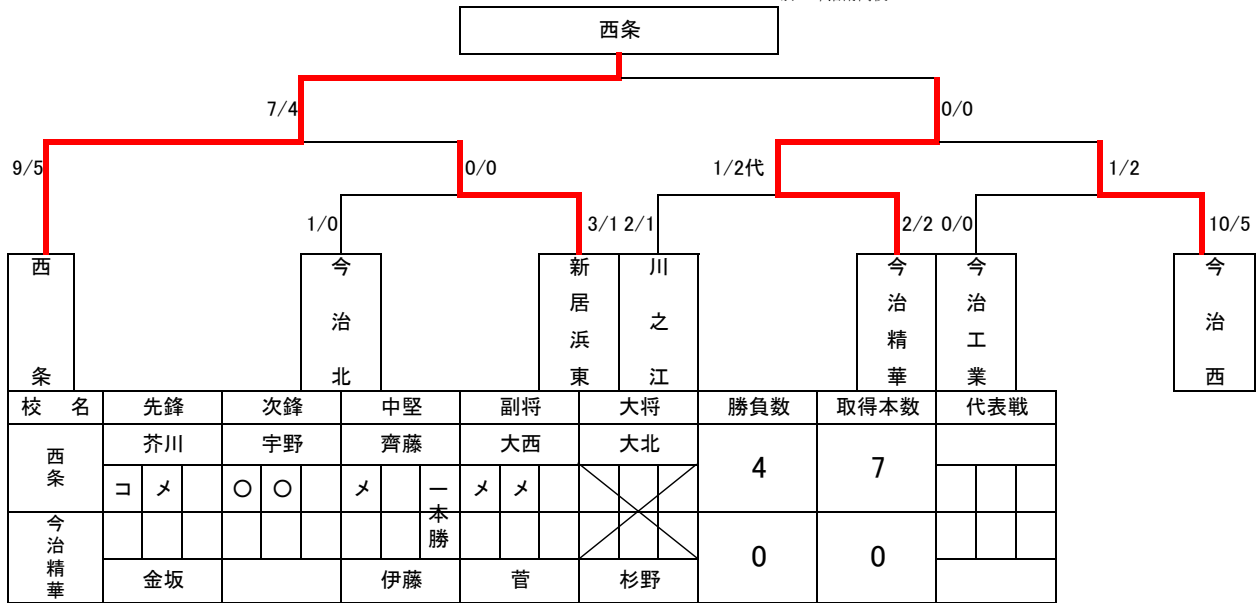 西条
7/4
0/0
9/5
0/0
1/2代
1/2
1/0
3/1
2/1
2/2
0/0
10/5
西条
今治北
新居浜東
川之江
今治精華
今治工業
今治西
校名 先鋒 次鋒 中堅 副将 大将 勝負数 取得本数 代表戦
西条 芥川 宇野 齊藤 大西 大北 4 7
コ メ 〇 〇 メ 一本勝 メ メ
今治精華 0 0
金坂 伊藤 菅 杉野